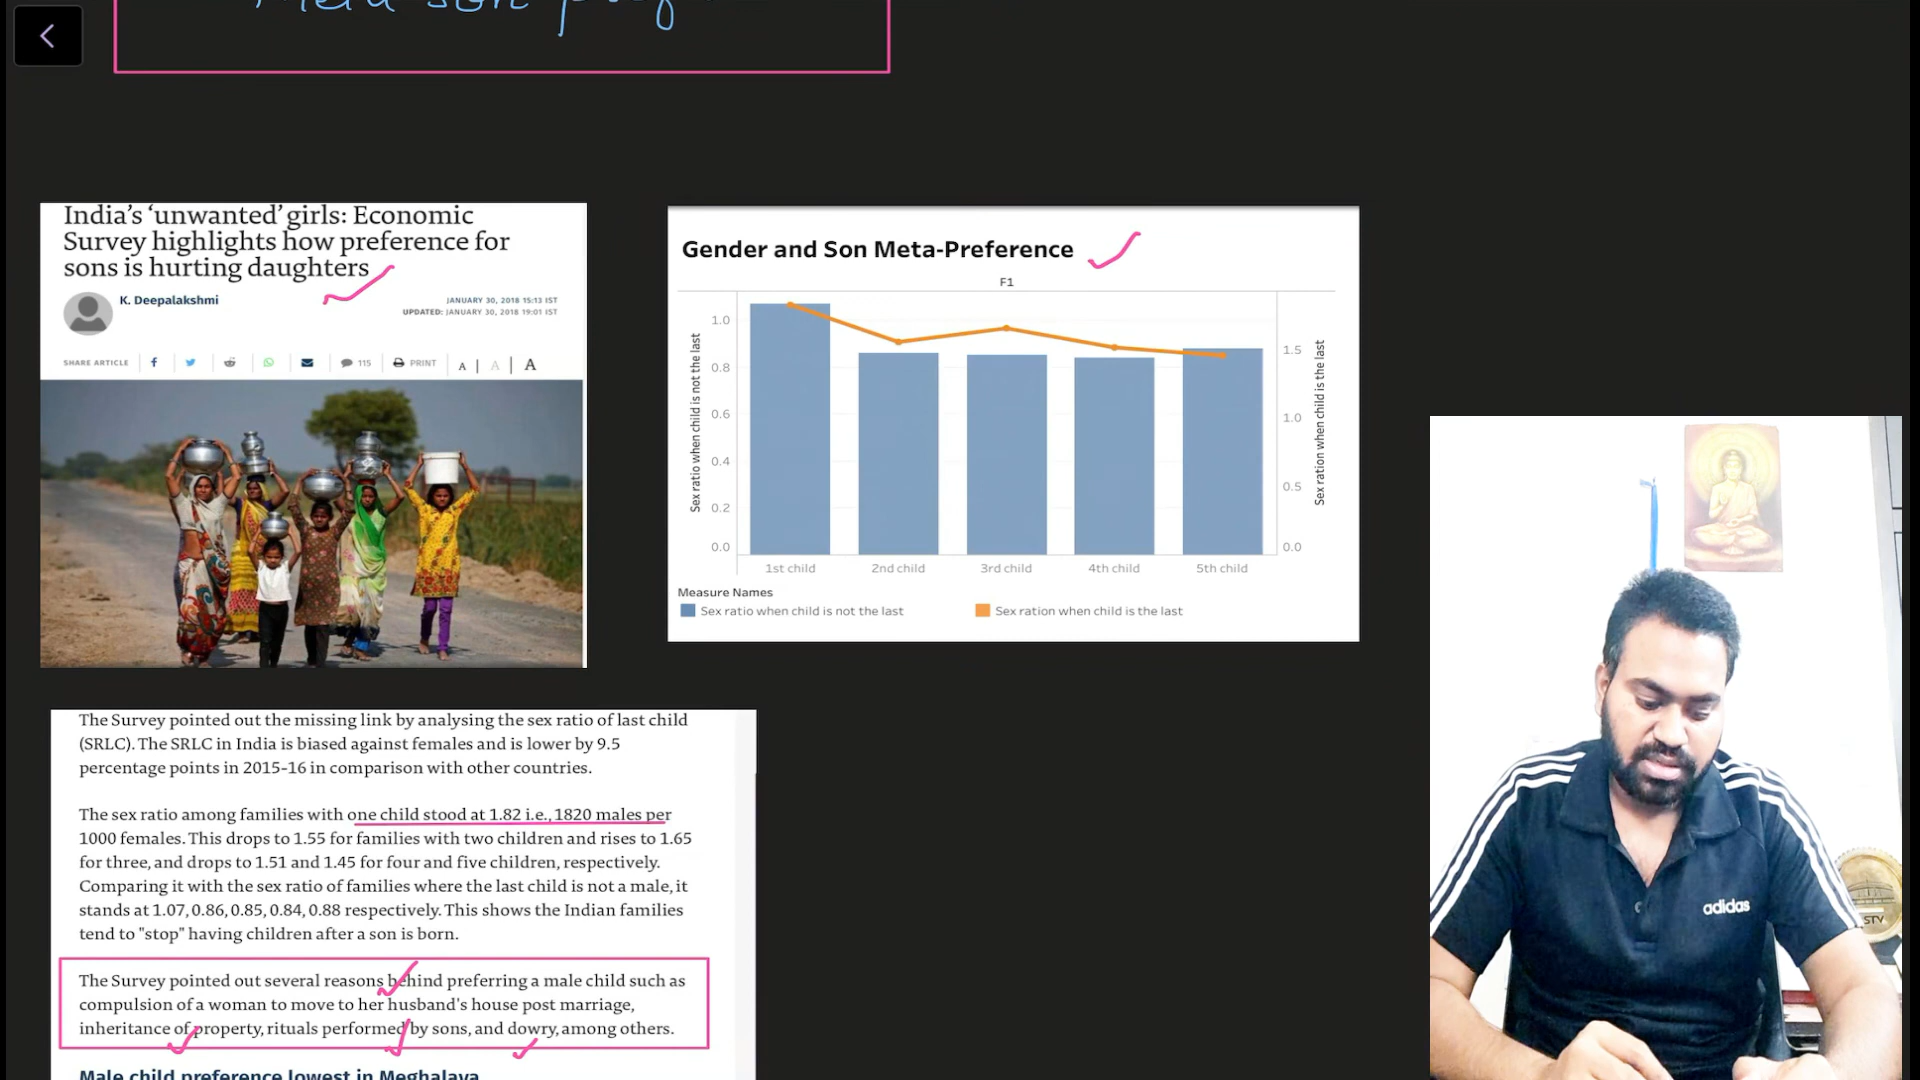 Meta son
India's 'unwanted' girls: Economic
Survey highlights how preference for
sons is hurting daughters
K. Deepalakshmi
JANUARY 30, 2018 15:13 IST
UPDATED: JANUARY 30, 2018 19:01 IST
SHARE ARTICLE
115
PRINT
A | A | A
Gender and Son Meta-Preference
F1
Sex ratio when child is not the last
1.0
0.8
0.6
0.4
0.2
0.0
Sex ration when child is the last
1.5
1.0
0.5
0.0
1st child 2nd child 3rd child 4th child 5th child
Measure Names
Sex ratio when child is not the last Sex ration when child is the last
The Survey pointed out the missing link by analysing the sex ratio of last child
(SRLC). The SRLC in India is biased against females and is lower by 9.5
percentage points in 2015-16 in comparison with other countries.
The sex ratio among families with one child stood at 1.82 i.e., 1820 males per
1000 females. This drops to 1.55 for families with two children and rises to 1.65
for three, and drops to 1.51 and 1.45 for four and five children, respectively.
Comparing it with the sex ratio of families where the last child is not a male, it
stands at 1.07, 0.86, 0.85, 0.84, 0.88 respectively. This shows the Indian families
tend to "stop" having children after a son is born.
The Survey pointed out several reasons behind preferring a male child such as
compulsion of a woman to move to her husband's house post marriage,
inheritance of property, rituals performed by sons, and dowry, among others.
Male child preference lowest in Meghalaya
adidas
STV